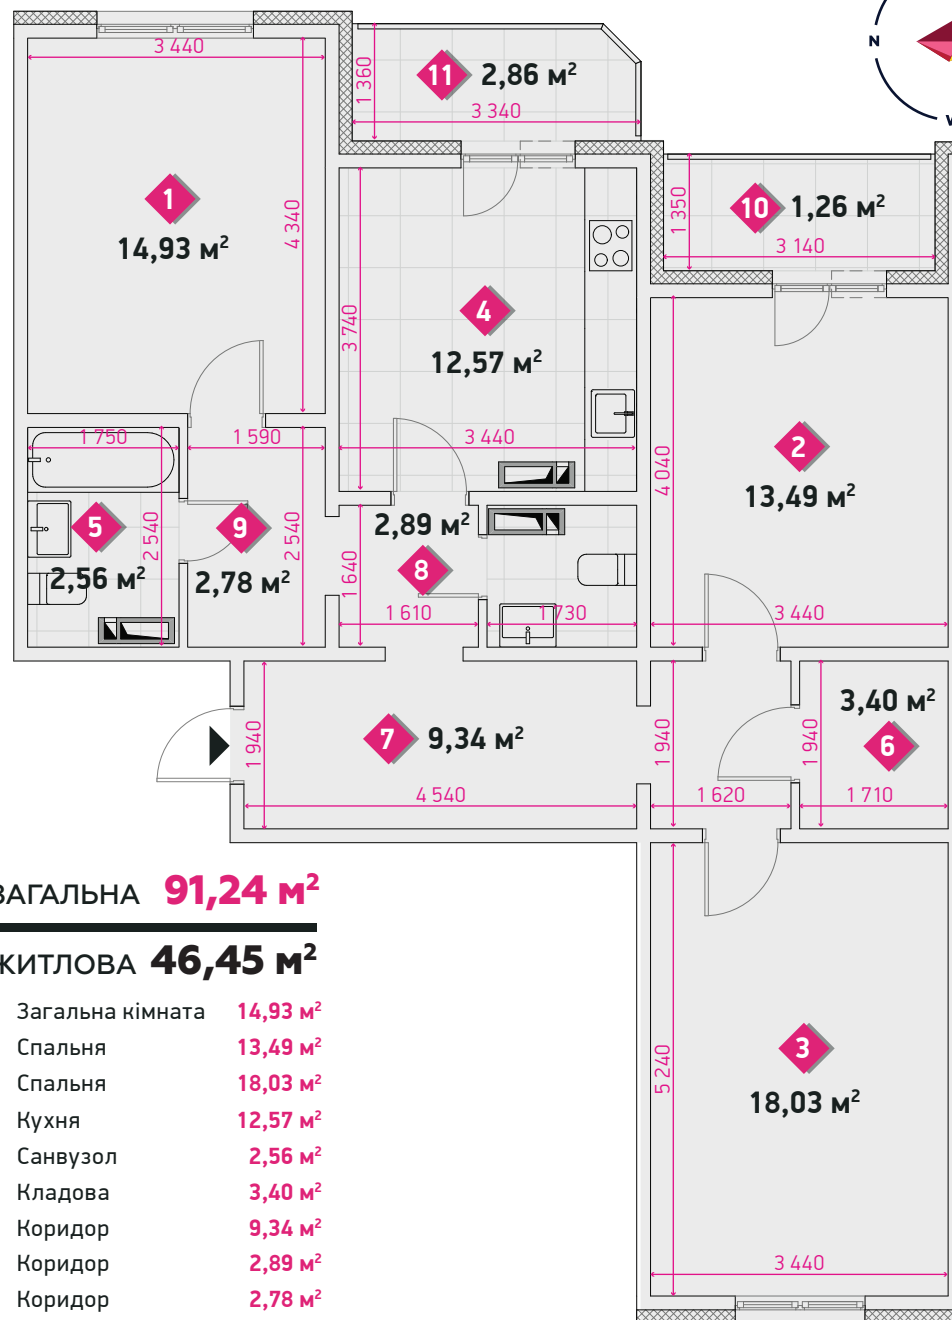 3 440
1 360
11 2,86 м²
3 340
N
1
14,93 м²
4 340
1 350
10 1,26 м²
3 140
4
12,57 м²
3 740
3 440
1 750
1 590
2
13,49 м²
4 040
5
2,56 м²
2 540
9
2,78 м²
2 540
2,89 м²
8
1 640
1 610
1 730
3 440
1 940
7 9,34 м²
4 540
1 940
1 620
3,40 м²
6
1 940
1 710
ЗАГАЛЬНА 91,24 м²
ЖИТЛОВА 46,45 м²
Загальна кімната 14,93 м²
Спальня 13,49 м²
Спальня 18,03 м²
Кухня 12,57 м²
Санвузол 2,56 м²
Кладова 3,40 м²
Коридор 9,34 м²
Коридор 2,89 м²
Коридор 2,78 м²
5 240
3
18,03 м²
3 440